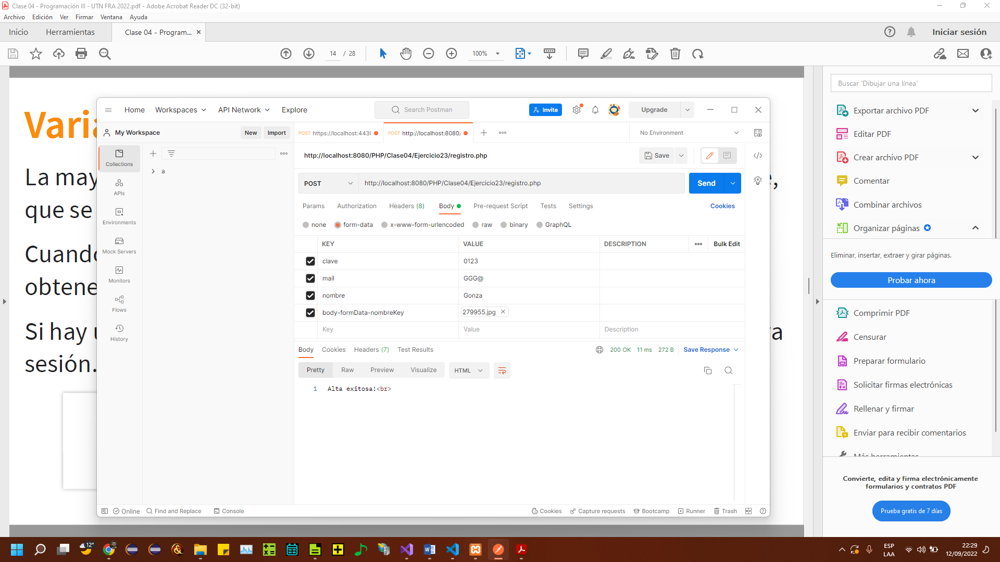 Clase 04 - Programación III - UTN FRA 2022.pdf - Adobe Acrobat Reader DC (32-bit)
Archivo Edición Ver Firmar Ventana Ayuda
Inicio Herramientas Clase 04 - Program... Iniciar sesión
14 / 28 100%
Buscar 'Dibujar una línea'
Exportar archivo PDF
Editar PDF
Crear archivo PDF
Comentar
Combinar archivos
Organizar páginas
Eliminar, insertar, extraer y girar páginas.
Probar ahora
Comprimir PDF
Censurar
Preparar formulario
Solicitar firmas electrónicas
Rellenar y firmar
Enviar para recibir comentarios
Más herramientas
Convierte, edita y firma electrónicamente
formularios y contratos PDF
Prueba gratis de 7 días
Varia
La may
que se
Cuando
obtene
Si hay
sesión.
Home Workspaces API Network Explore Search Postman Invite Upgrade
My Workspace New Import POST https://localhost:443 POST http://localhost:8080/ No Environment
Collections
APIs
Environments
Mock Servers
Monitors
Flows
History
a
http://localhost:8080/PHP/Clase04/Ejercicio23/registro.php Save
POST http://localhost:8080/PHP/Clase04/Ejercicio23/registro.php Send
Params Authorization Headers (8) Body Pre-request Script Tests Settings Cookies
none form-data x-www-form-urlencoded raw binary GraphQL
KEY VALUE DESCRIPTION Bulk Edit
clave 0123
mail GGG@
nombre Gonza
body-formData-nombreKey 279955.jpg
Key Value Description
Body Cookies Headers (7) Test Results 200 OK 11 ms 272 B Save Response
Pretty Raw Preview Visualize HTML
1 Alta exitosa!<br>
Online Find and Replace Console Cookies Capture requests Bootcamp Runner Trash
12° ESP
LAA
22:29
12/09/2022